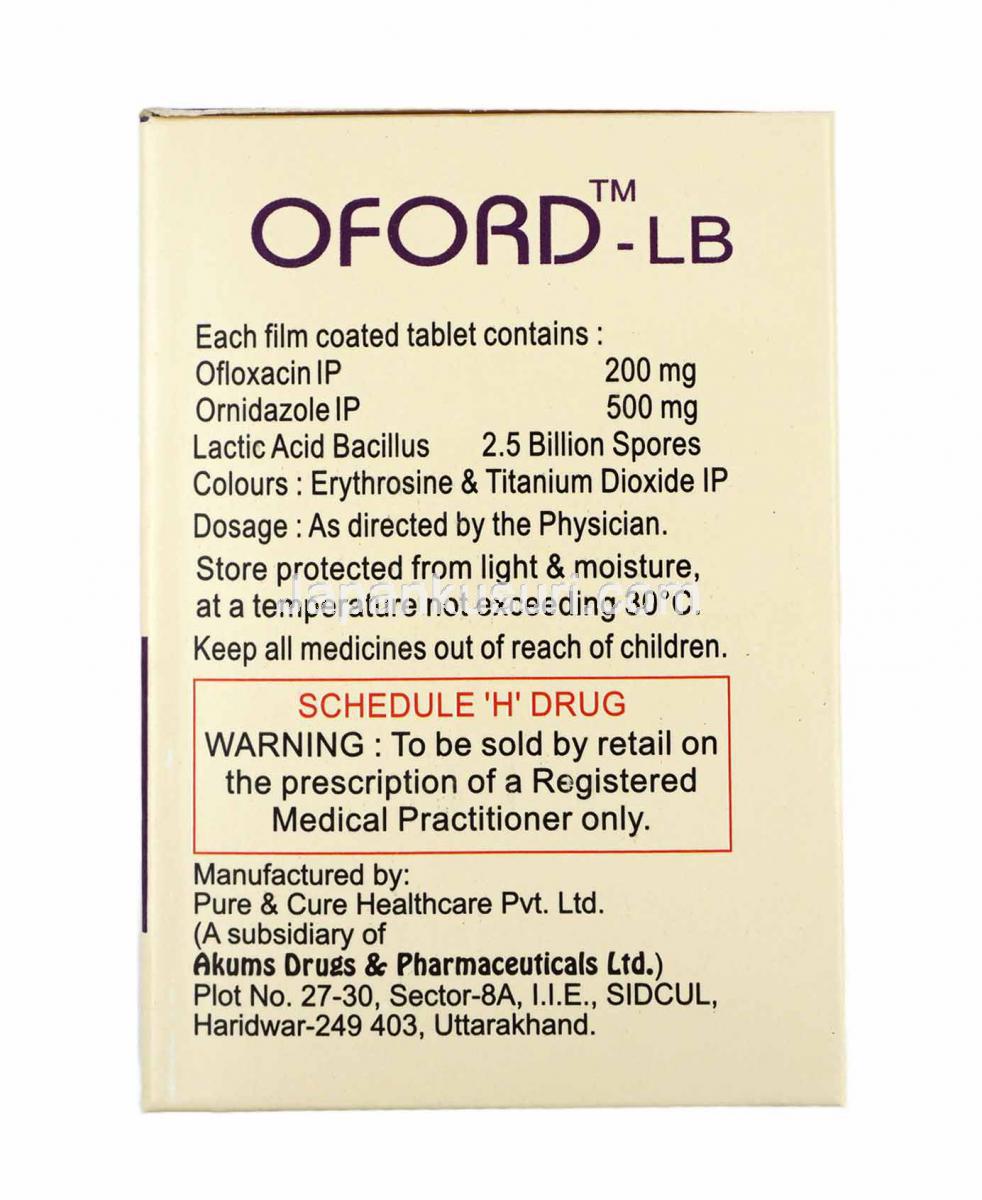 OFORD™-LB
Each film coated tablet contains :
Ofloxacin IP 200 mg
Ornidazole IP 500 mg
Lactic Acid Bacillus 2.5 Billion Spores
Colours : Erythrosine & Titanium Dioxide IP
Dosage : As directed by the Physician.
Store protected from light & moisture,
Japankusuri.com
at a temperature not exceeding 30°C.
Keep all medicines out of reach of children.
SCHEDULE 'H' DRUG
WARNING : To be sold by retail on
the prescription of a Registered
Medical Practitioner only.
Manufactured by:
Pure & Cure Healthcare Pvt. Ltd.
(A subsidiary of
Akums Drugs & Pharmaceuticals Ltd.)
Plot No. 27-30, Sector-8A, I.I.E., SIDCUL,
Haridwar-249 403, Uttarakhand.